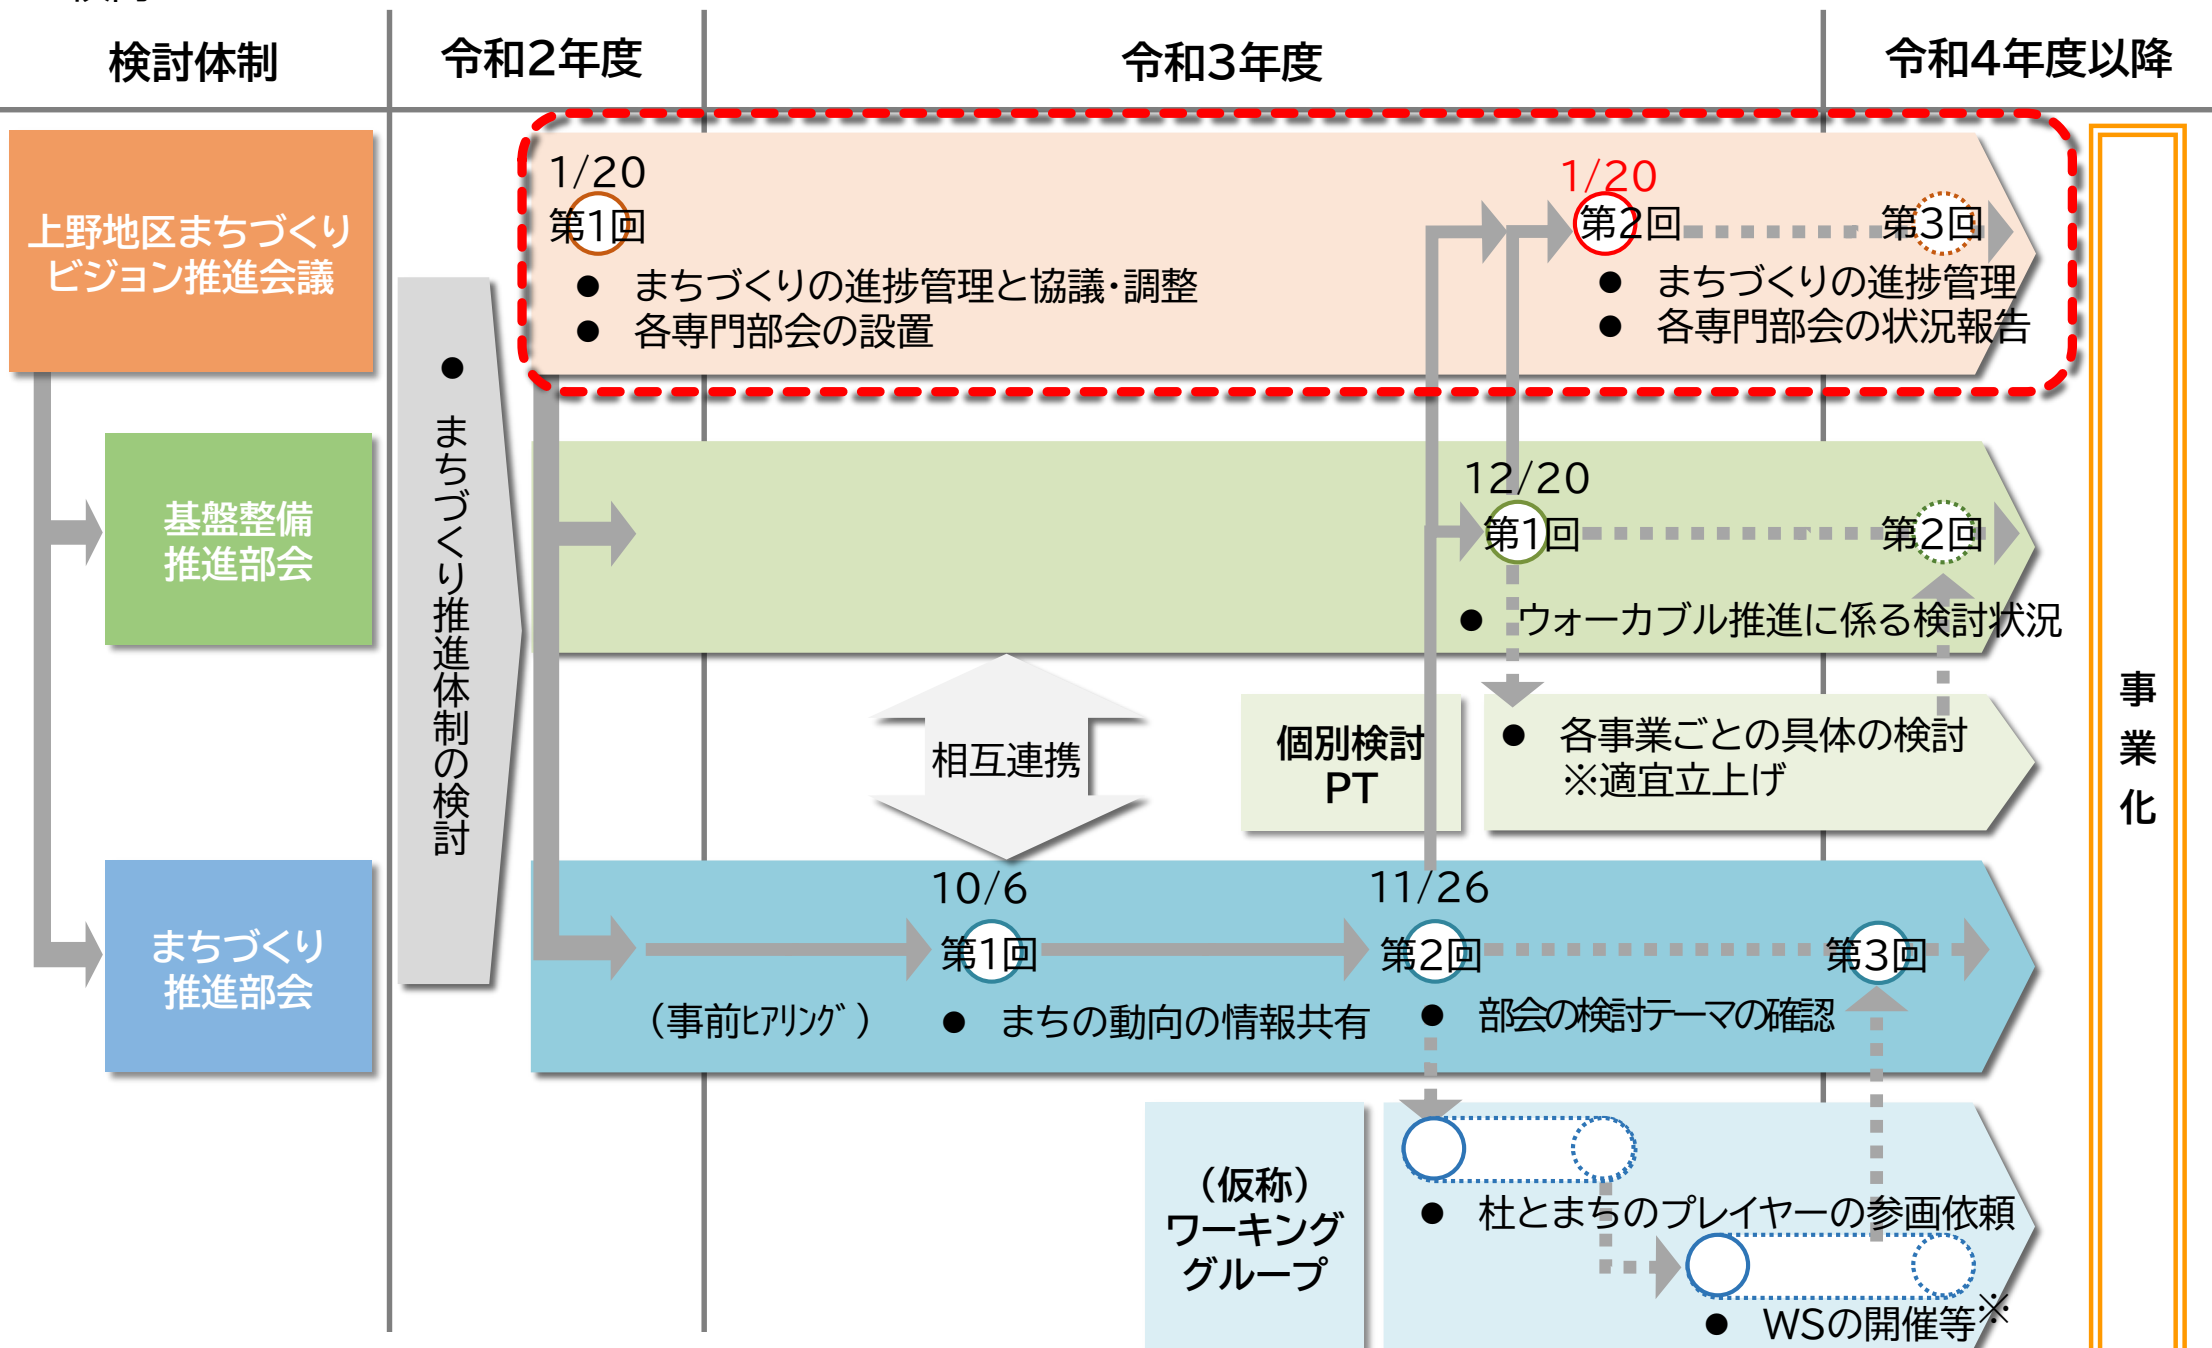 検討体制
令和2年度
令和3年度
令和4年度以降
上野地区まちづくり
ビジョン推進会議
1/20
第1回
● まちづくりの進捗管理と協議・調整
● 各専門部会の設置
1/20
第2回
第3回
● まちづくりの進捗管理
● 各専門部会の状況報告
● まちづくり推進体制の検討
基盤整備
推進部会
12/20
第1回
第2回
● ウォーカブル推進に係る検討状況
相互連携
個別検討
PT
● 各事業ごとの具体の検討
※適宜立上げ
事業化
まちづくり
推進部会
10/6
第1回
11/26
第2回
第3回
（事前ﾋｱﾘﾝｸﾞ）
● まちの動向の情報共有
● 部会の検討テーマの確認
（仮称）
ワーキング
グループ
● 杜とまちのプレイヤーの参画依頼
● WSの開催等※